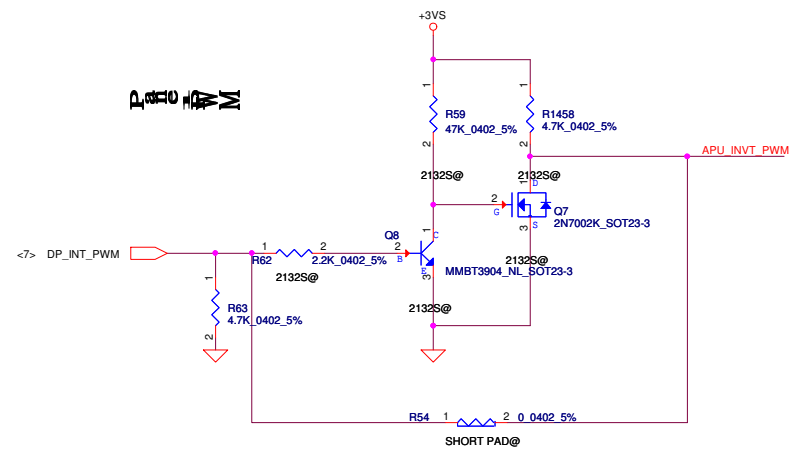 +3VS
Panel PWM
1
1
R59
47K_0402_5%
R1458
4.7K_0402_5%
2
2
APU_INVT_PWM
2132S@
2132S@
1
D
2
G
Q7
2N7002K_SOT23-3
S
3
1
Q8
C
<7> DP_INT_PWM
1
2
2
R62
2.2K_0402_5%
B
2132S@
E
3
MMBT3904_NL_SOT23-3
2132S@
1
R63
4.7K_0402_5%
2
2132S@
R54
1
2
0_0402_5%
SHORT PAD@